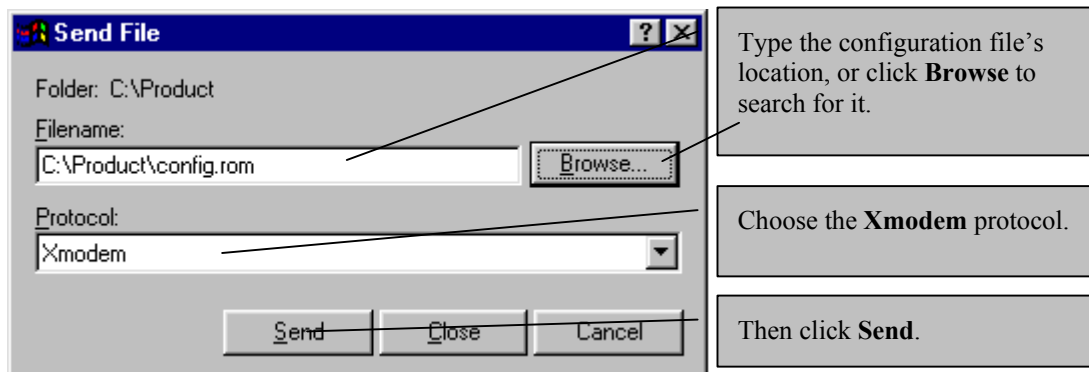 Send File
Folder: C:\Product
Filename:
C:\Product\config.rom
Browse...
Protocol:
Xmodem
Send
Close
Cancel
Type the configuration file's
location, or click Browse to
search for it.
Choose the Xmodem protocol.
Then click Send.